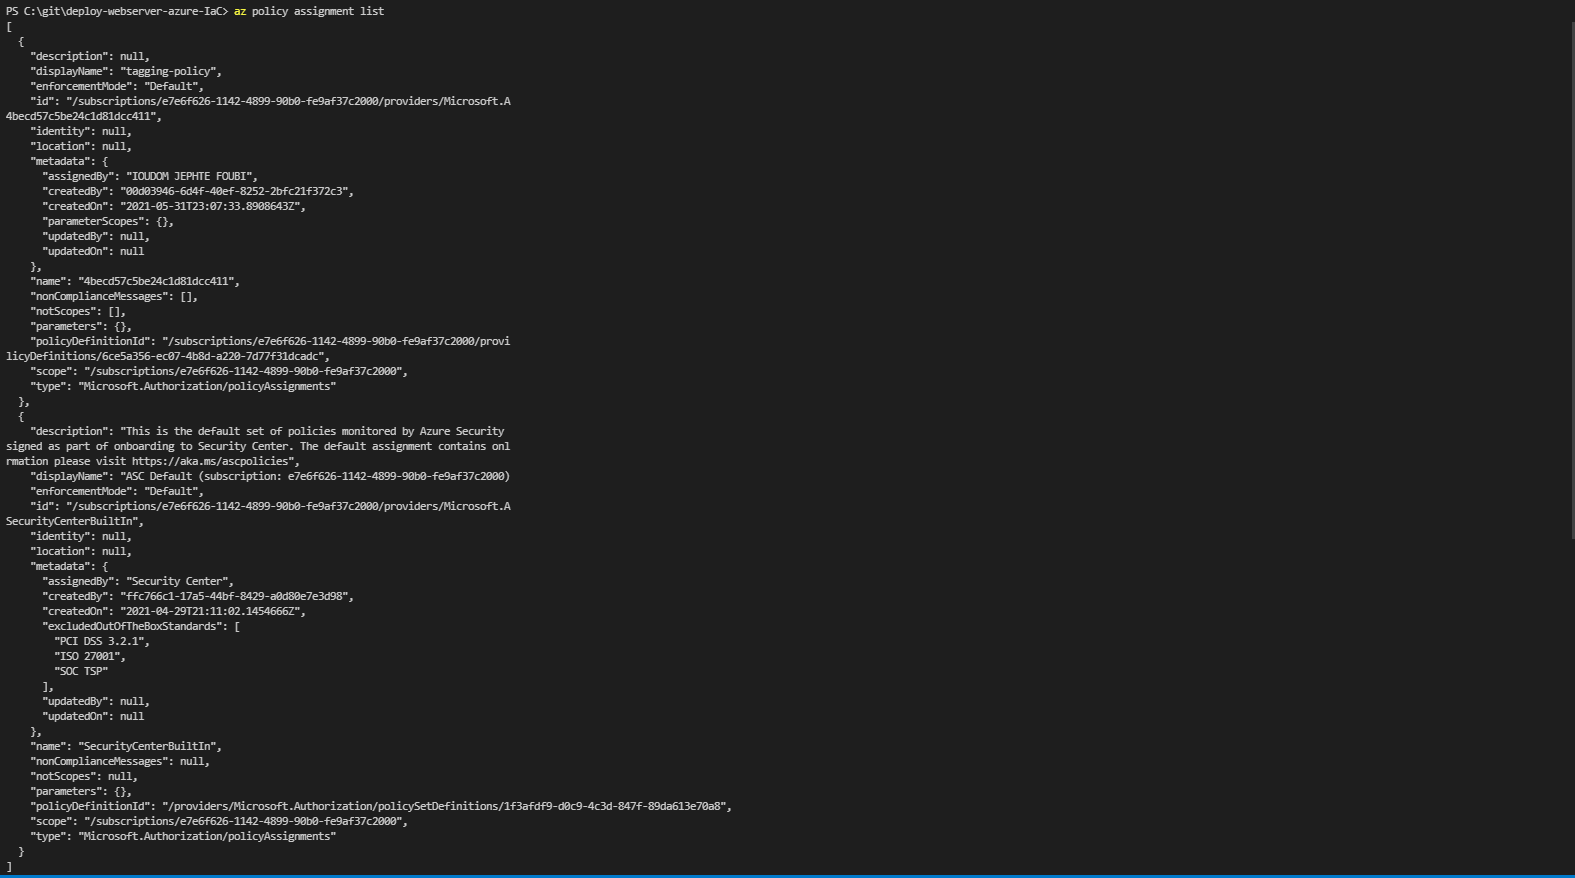 PS C:\git\deploy-webserver-azure-IaC> az policy assignment list
[
  {
    "description": null,
    "displayName": "tagging-policy",
    "enforcementMode": "Default",
    "id": "/subscriptions/e7e6f626-1142-4899-90b0-fe9af37c2000/providers/Microsoft.A
4becd57c5be24c1d81dcc411",
    "identity": null,
    "location": null,
    "metadata": {
      "assignedBy": "IOUDOM JEPHTE FOUBI",
      "createdBy": "00d03946-6d4f-40ef-8252-2bfc21f372c3",
      "createdOn": "2021-05-31T23:07:33.8908643Z",
      "parameterScopes": {},
      "updatedBy": null,
      "updatedOn": null
    },
    "name": "4becd57c5be24c1d81dcc411",
    "nonComplianceMessages": [],
    "notScopes": [],
    "parameters": {},
    "policyDefinitionId": "/subscriptions/e7e6f626-1142-4899-90b0-fe9af37c2000/provi
licyDefinitions/6ce5a356-ec07-4b8d-a220-7d77f31dcadc",
    "scope": "/subscriptions/e7e6f626-1142-4899-90b0-fe9af37c2000",
    "type": "Microsoft.Authorization/policyAssignments"
  },
  {
    "description": "This is the default set of policies monitored by Azure Security
signed as part of onboarding to Security Center. The default assignment contains onl
rmation please visit https://aka.ms/ascpolicies",
    "displayName": "ASC Default (subscription: e7e6f626-1142-4899-90b0-fe9af37c2000)
    "enforcementMode": "Default",
    "id": "/subscriptions/e7e6f626-1142-4899-90b0-fe9af37c2000/providers/Microsoft.A
SecurityCenterBuiltIn",
    "identity": null,
    "location": null,
    "metadata": {
      "assignedBy": "Security Center",
      "createdBy": "ffc766c1-17a5-44bf-8429-a0d80e7e3d98",
      "createdOn": "2021-04-29T21:11:02.1454666Z",
      "excludedOutOfTheBoxStandards": [
        "PCI DSS 3.2.1",
        "ISO 27001",
        "SOC TSP"
      ],
      "updatedBy": null,
      "updatedOn": null
    },
    "name": "SecurityCenterBuiltIn",
    "nonComplianceMessages": null,
    "notScopes": null,
    "parameters": {},
    "policyDefinitionId": "/providers/Microsoft.Authorization/policySetDefinitions/1f3afdf9-d0c9-4c3d-847f-89da613e70a8",
    "scope": "/subscriptions/e7e6f626-1142-4899-90b0-fe9af37c2000",
    "type": "Microsoft.Authorization/policyAssignments"
  }
]